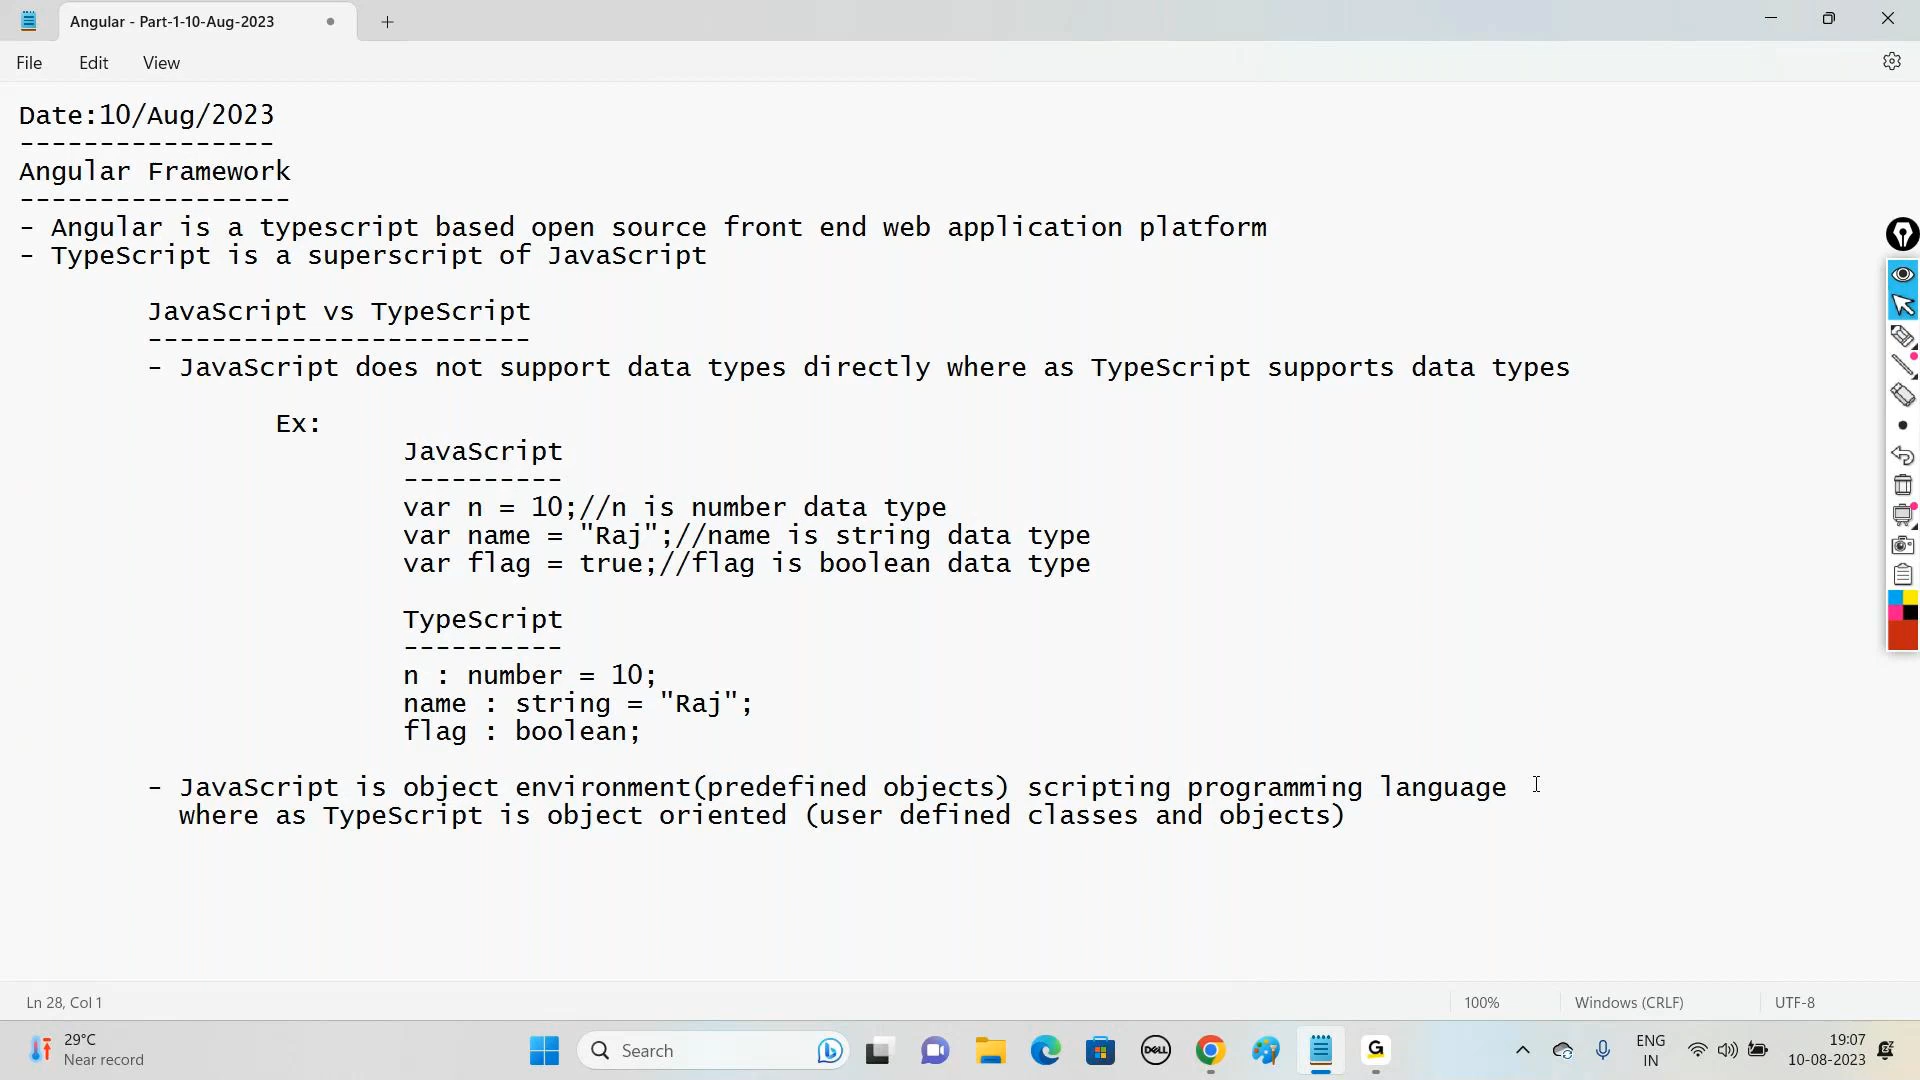 Angular - Part-1-10-Aug-2023
File Edit View
Date:10/Aug/2023
----------------
Angular Framework
-----------------
- Angular is a typescript based open source front end web application platform
- TypeScript is a superscript of JavaScript
JavaScript vs TypeScript
------------------------
- JavaScript does not support data types directly where as TypeScript supports data types
Ex:
JavaScript
----------
var n = 10;//n is number data type
var name = "Raj";//name is string data type
var flag = true;//flag is boolean data type
TypeScript
----------
n : number = 10;
name : string = "Raj";
flag : boolean;
- JavaScript is object environment(predefined objects) scripting programming language
where as TypeScript is object oriented (user defined classes and objects)
Ln 28, Col 1 100% Windows (CRLF) UTF-8
29°C
Near record
Search
DELL
G
ENG
IN
19:07
10-08-2023